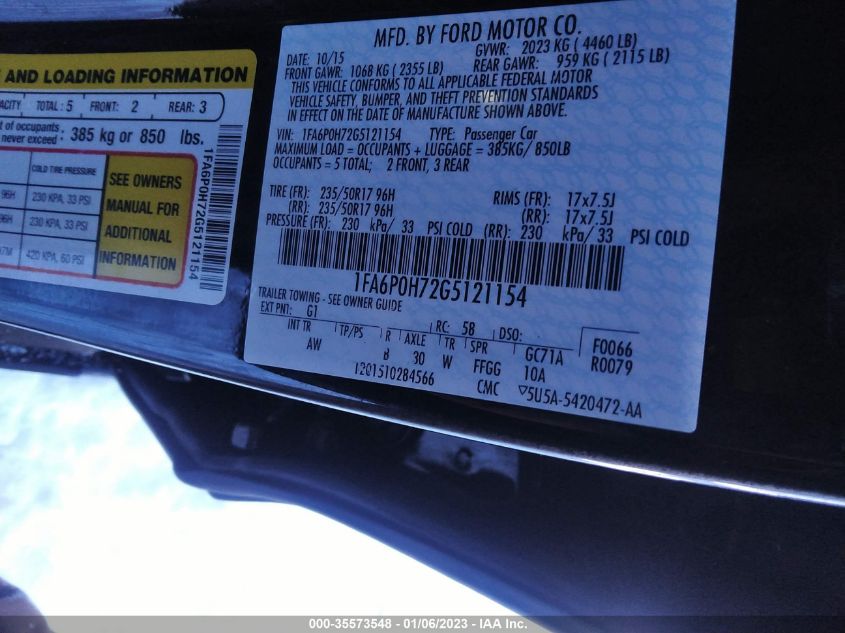 AND LOADING INFORMATION
TOTAL: 5 FRONT: 2 REAR: 3
of occupants
never exceed: 385 kg or 850 lbs.
COLD TIRE PRESSURE
96H 230 KPA, 33 PSI
96H 230 KPA, 33 PSI
420 KPA, 60 PSI
SEE OWNERS
MANUAL FOR
ADDITIONAL
INFORMATION
1FA6P0H72G5121154
MFD. BY FORD MOTOR CO.
DATE: 10/15 GVWR: 2023 KG ( 4460 LB)
FRONT GAWR: 1068 KG ( 2355 LB) REAR GAWR: 959 KG ( 2115 LB)
THIS VEHICLE CONFORMS TO ALL APPLICABLE FEDERAL MOTOR
VEHICLE SAFETY, BUMPER, AND THEFT PREVENTION STANDARDS
IN EFFECT ON THE DATE OF MANUFACTURE SHOWN ABOVE.
VIN: 1FA6P0H72G5121154 TYPE: Passenger Car
MAXIMUM LOAD = OCCUPANTS + LUGGAGE = 385KG/ 850LB
OCCUPANTS = 5 TOTAL; 2 FRONT, 3 REAR
TIRE (FR): 235/50R17 96H RIMS (FR): 17x7.5J
(RR): 235/50R17 96H (RR): 17x7.5J
PRESSURE (FR): 230 kPa/ 33 PSI COLD (RR): 230 kPa/ 33 PSI COLD
1FA6P0H72G5121154
TRAILER TOWING - SEE OWNER GUIDE
EXT PNT: G1 RC: 58 DSO: F0066
INT TR TP/PS R AXLE TR SPR GC71A R0079
AW B 30 W FFGG 10A
1201510284566 CMC ▽5U5A-5420472-AA
000-35573548 - 01/06/2023 - IAA Inc.